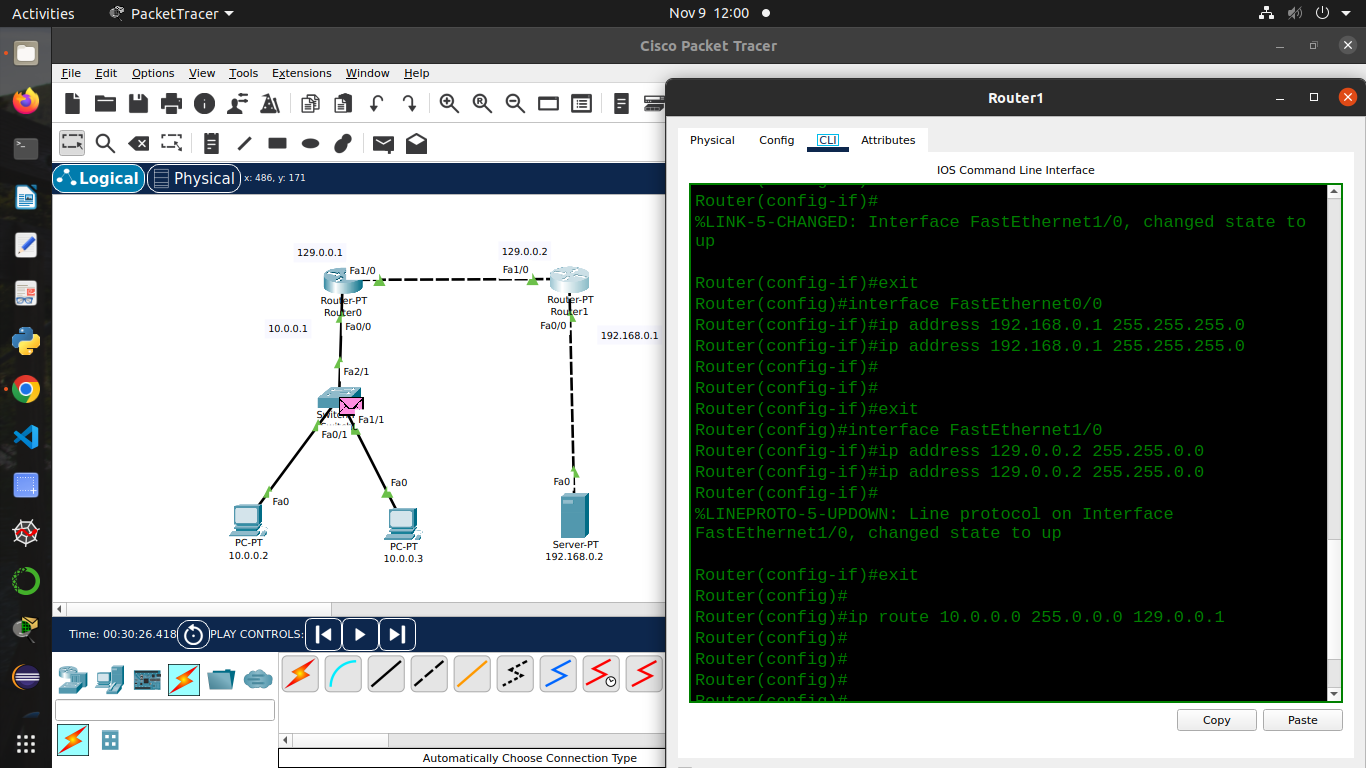 Activities PacketTracer Nov 9 12:00
Cisco Packet Tracer
File Edit Options View Tools Extensions Window Help
Logical Physical x: 486, y: 171
129.0.0.1
129.0.0.2
Fa1/0
Fa1/0
Router-PT
Router0
Router-PT
Router1
10.0.0.1
Fa0/0
Fa0/0
192.168.0.1
Fa2/1
Fa1/1
Fa0/1
Fa0
Fa0
Fa0
PC-PT
10.0.0.2
PC-PT
10.0.0.3
Server-PT
192.168.0.2
Time: 00:30:26.418 PLAY CONTROLS:
Automatically Choose Connection Type
Router1
Physical Config CLI Attributes
IOS Command Line Interface
Router(config-if)#
%LINK-5-CHANGED: Interface FastEthernet1/0, changed state to
up
Router(config-if)#exit
Router(config)#interface FastEthernet0/0
Router(config-if)#ip address 192.168.0.1 255.255.255.0
Router(config-if)#ip address 192.168.0.1 255.255.255.0
Router(config-if)#
Router(config-if)#
Router(config-if)#exit
Router(config)#interface FastEthernet1/0
Router(config-if)#ip address 129.0.0.2 255.255.0.0
Router(config-if)#ip address 129.0.0.2 255.255.0.0
Router(config-if)#
%LINEPROTO-5-UPDOWN: Line protocol on Interface
FastEthernet1/0, changed state to up
Router(config-if)#exit
Router(config)#
Router(config)#ip route 10.0.0.0 255.0.0.0 129.0.0.1
Router(config)#
Router(config)#
Router(config)#
Router(config)#
Copy Paste